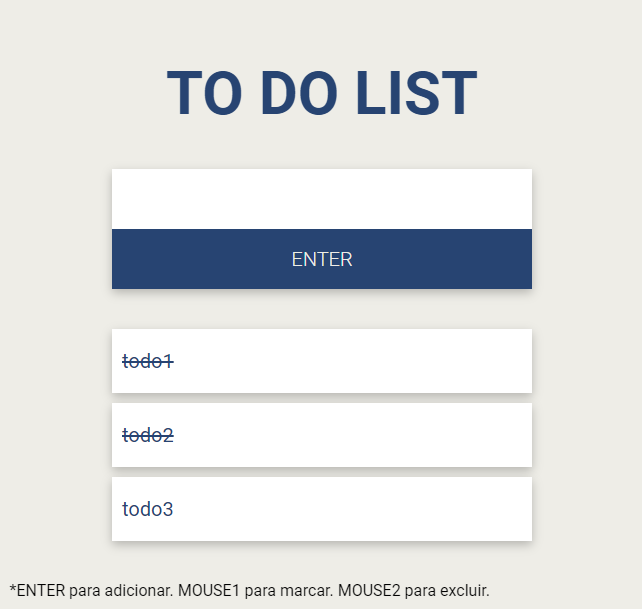 TO DO LIST
ENTER
todo1
todo2
todo3
*ENTER para adicionar. MOUSE1 para marcar. MOUSE2 para excluir.